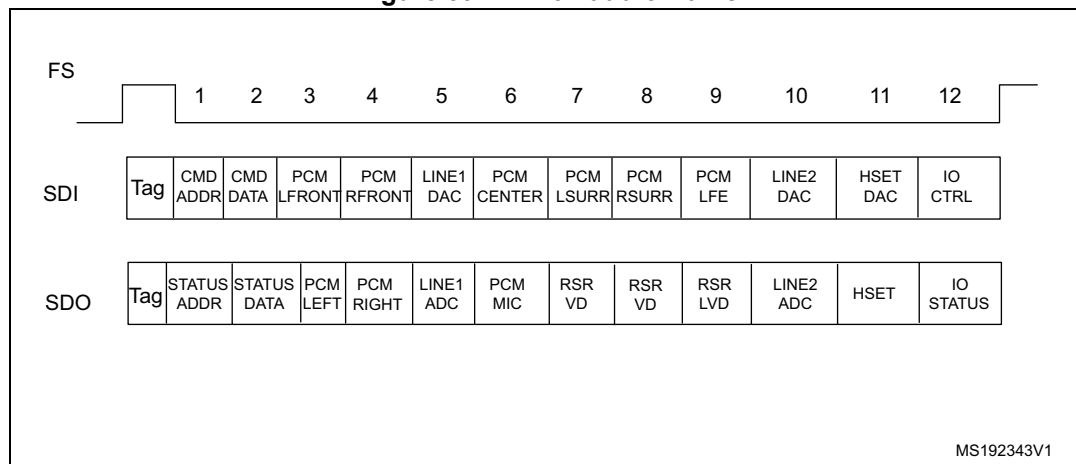 FS
1 2 3 4 5 6 7 8 9 10 11 12
SDI
Tag
CMD ADDR
CMD DATA
PCM LFRONT
PCM RFRONT
LINE1 DAC
PCM CENTER
PCM LSURR
PCM RSURR
PCM LFE
LINE2 DAC
HSET DAC
IO CTRL
SDO
Tag
STATUS ADDR
STATUS DATA
PCM LEFT
PCM RIGHT
LINE1 ADC
PCM MIC
RSR VD
RSR VD
RSR LVD
LINE2 ADC
HSET
IO STATUS
MS192343V1